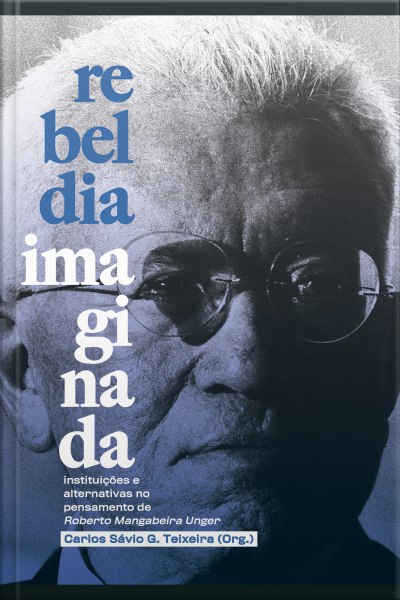 re
bel
dia
ima
gi
na
da
instituições e
alternativas no
pensamento de
Roberto Mangabeira Unger
Carlos Sávio G. Teixeira (Org.)